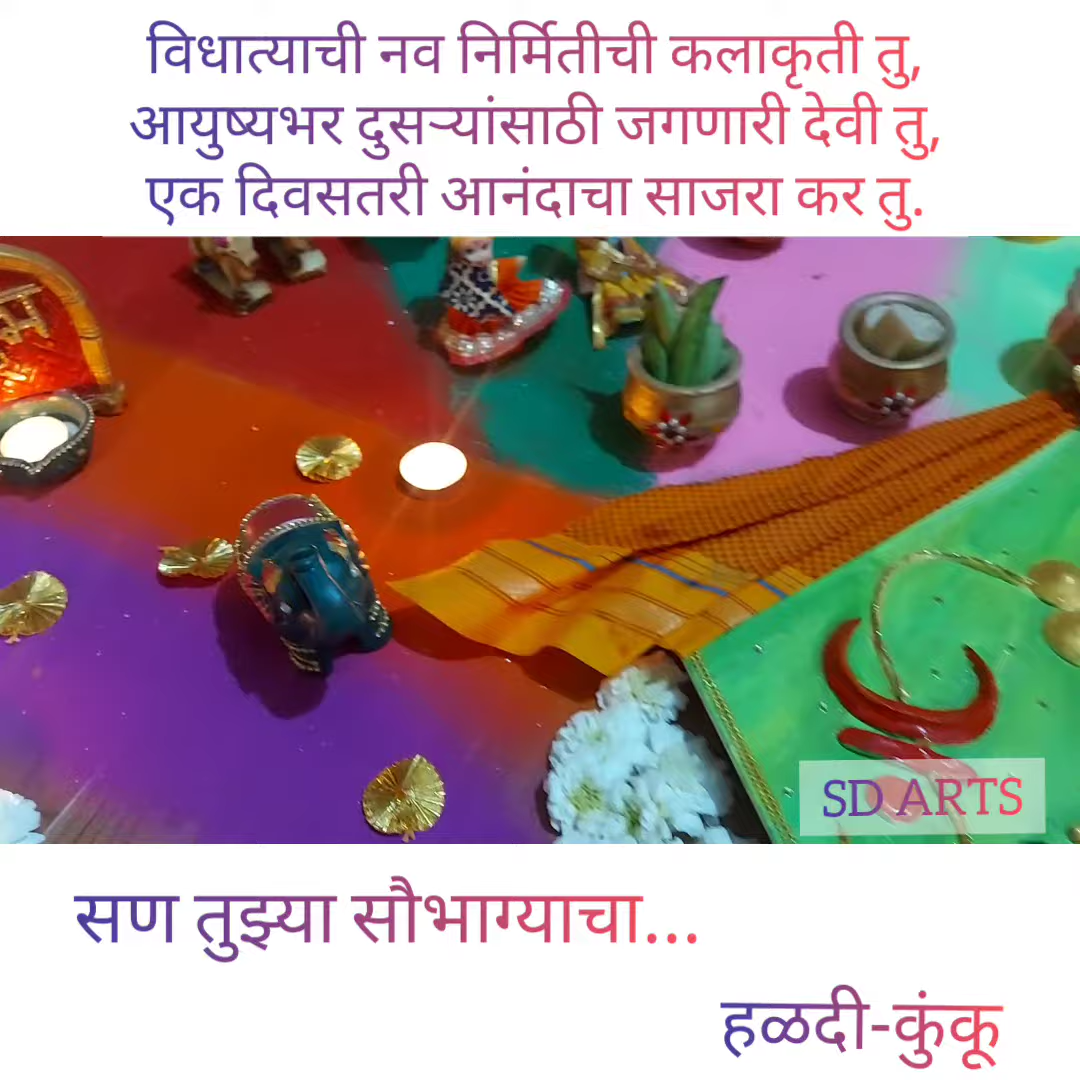 विधात्याची नव निर्मितीची कलाकृती तु,
आयुष्यभर दुसऱ्यांसाठी जगणारी देवी तु,
एक दिवसतरी आनंदाचा साजरा कर तु.
SD ARTS
सण तुझ्या सौभाग्याचा...
हळदी-कुंकू